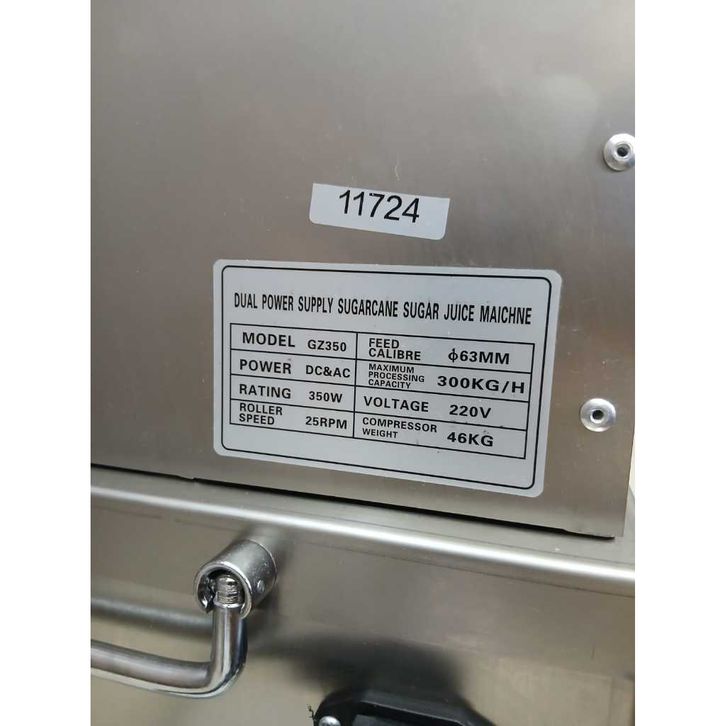 11724
DUAL POWER SUPPLY SUGARCANE SUGAR JUICE MAICHNE
MODEL GZ350 FEED CALIBRE ϕ63MM
POWER DC&AC MAXIMUM PROCESSING CAPACITY 300KG/H
RATING 350W VOLTAGE 220V
ROLLER SPEED 25RPM COMPRESSOR WEIGHT 46KG